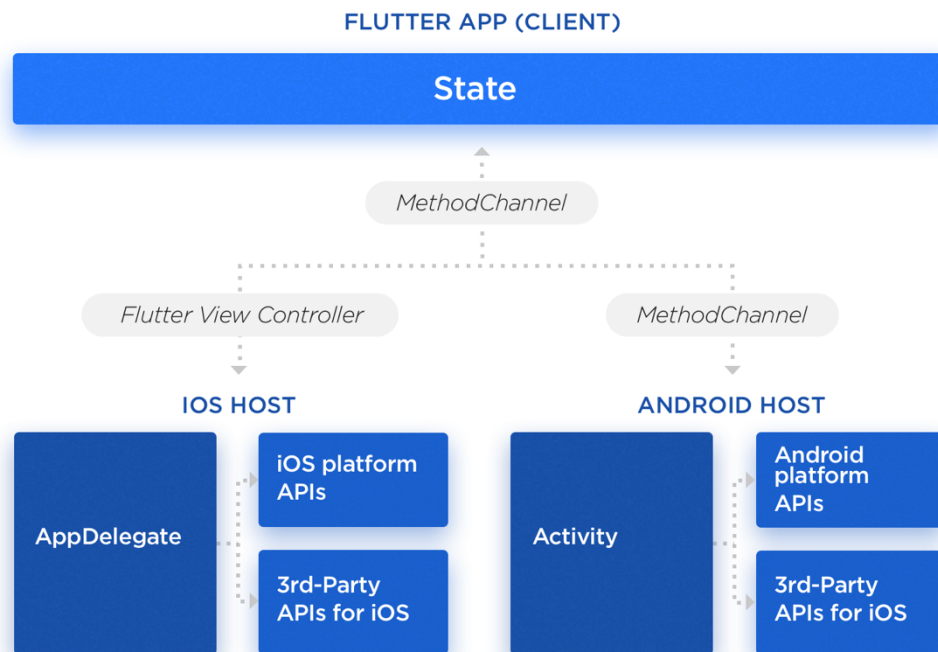 FLUTTER APP (CLIENT)
State
MethodChannel
Flutter View Controller
MethodChannel
IOS HOST
ANDROID HOST
AppDelegate
iOS platform
APIs
3rd-Party
APIs for iOS
Activity
Android
platform
APIs
3rd-Party
APIs for iOS